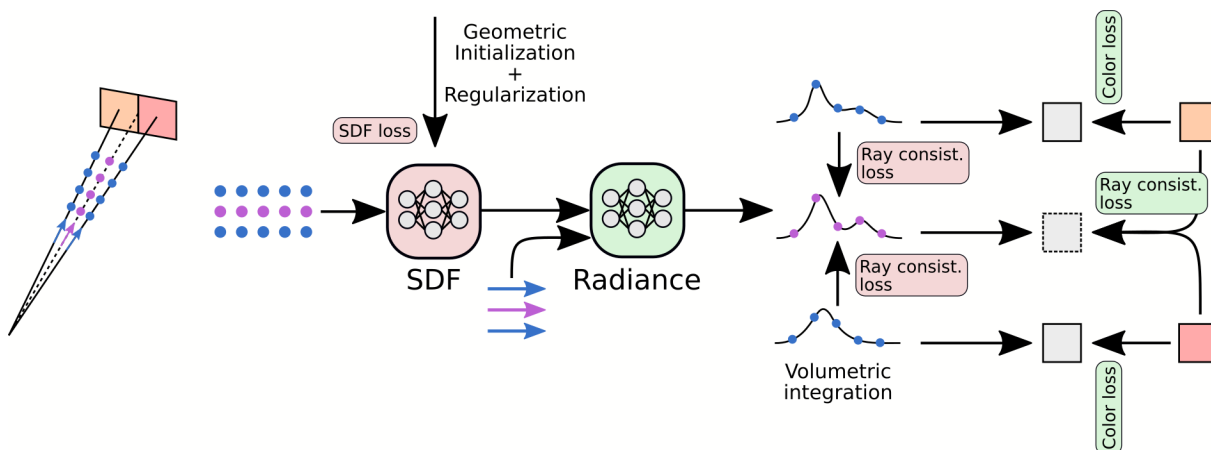 Geometric
Initialization
+
Regularization
SDF loss
SDF
Radiance
Ray consist.
loss
Ray consist.
loss
Volumetric
integration
Color loss
Ray consist.
loss
Color loss